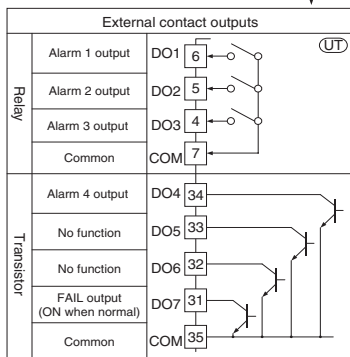 External contact outputs
UT
Relay
Alarm 1 output DO1 6
Alarm 2 output DO2 5
Alarm 3 output DO3 4
Common COM 7
Transistor
Alarm 4 output DO4 34
No function DO5 33
No function DO6 32
FAIL output
(ON when normal) DO7 31
Common COM 35